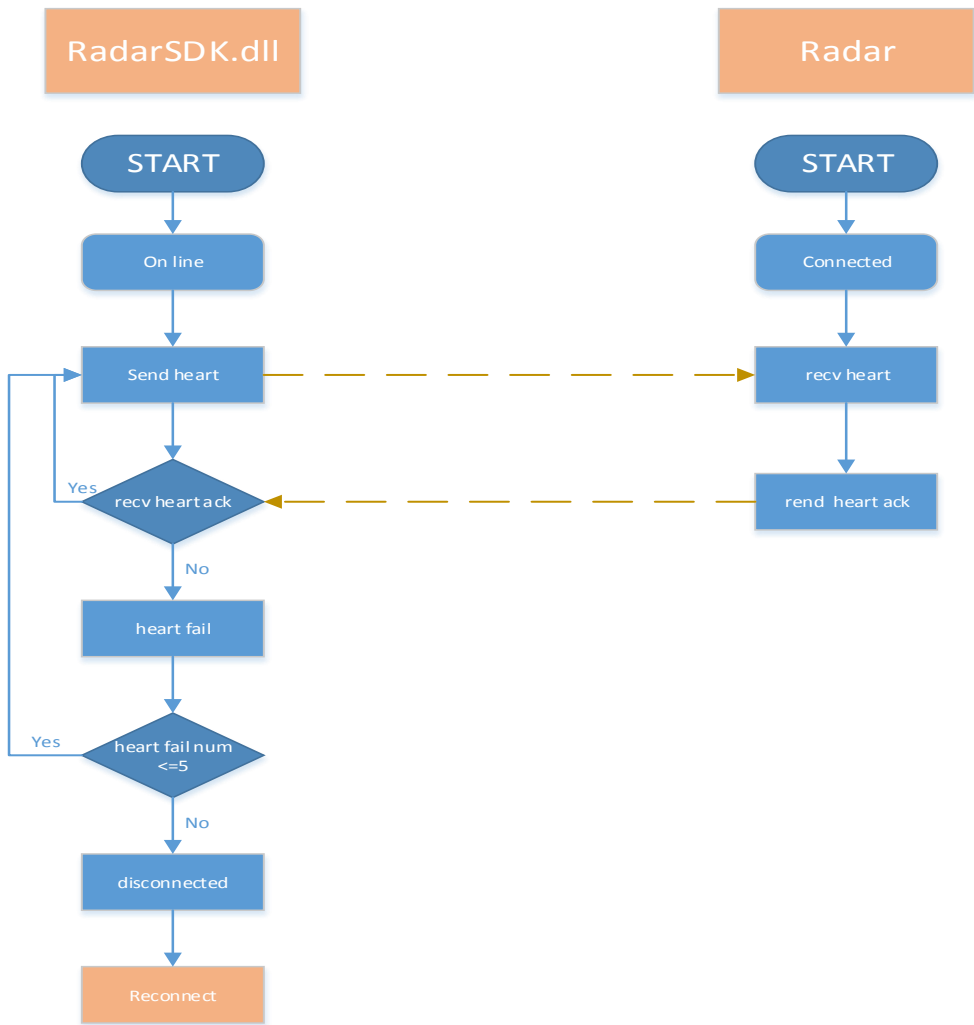 RadarSDK.dll
Radar
START
START
On line
Connected
Send heart
recv heart
Yes
recv heart ack
rend heart ack
No
heart fail
Yes
heart fail num
<=5
No
disconnected
Reconnect